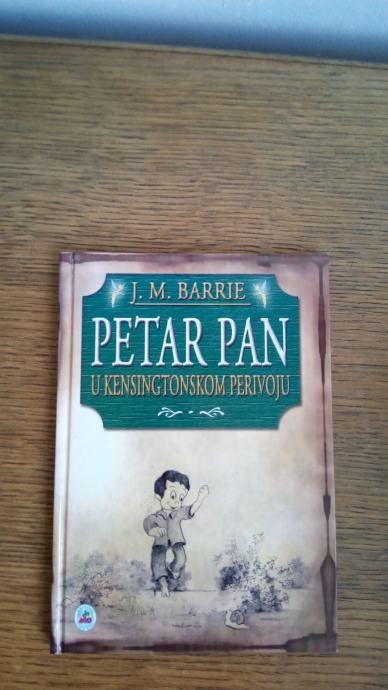 J. M. BARRIE
PETAR PAN
U KENSINGTONSKOM PERIVOJU